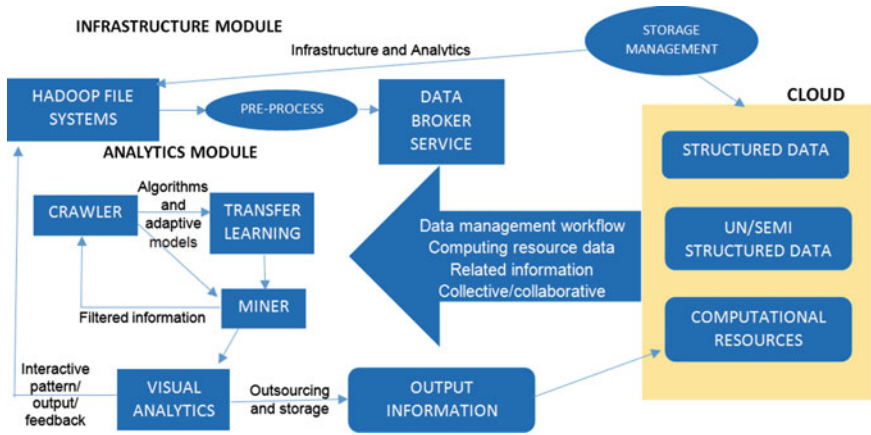 INFRASTRUCTURE MODULE
STORAGE
MANAGEMENT
Infrastructure and Analytics
HADOOP FILE
SYSTEMS
PRE-PROCESS
DATA
BROKER
SERVICE
CLOUD
STRUCTURED DATA
UN/SEMI
STRUCTURED DATA
COMPUTATIONAL
RESOURCES
ANALYTICS MODULE
CRAWLER
Algorithms
and
adaptive
models
TRANSFER
LEARNING
Data management workflow
Computing resource data
Related information
Collective/collaborative
Filtered information
MINER
Interactive
pattern/
output/
feedback
VISUAL
ANALYTICS
Outsourcing
and storage
OUTPUT
INFORMATION